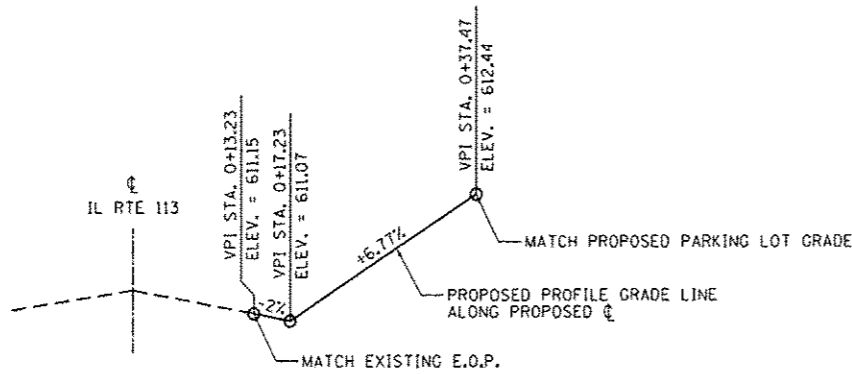 ℄
IL RTE 113
VPI STA. 0+13.23
ELEV. = 611.15
VPI STA. 0+17.23
ELEV. = 611.07
VPI STA. 0+37.47
ELEV. = 612.44
-2%
+6.77%
MATCH PROPOSED PARKING LOT GRADE
PROPOSED PROFILE GRADE LINE
ALONG PROPOSED ℄
MATCH EXISTING E.O.P.